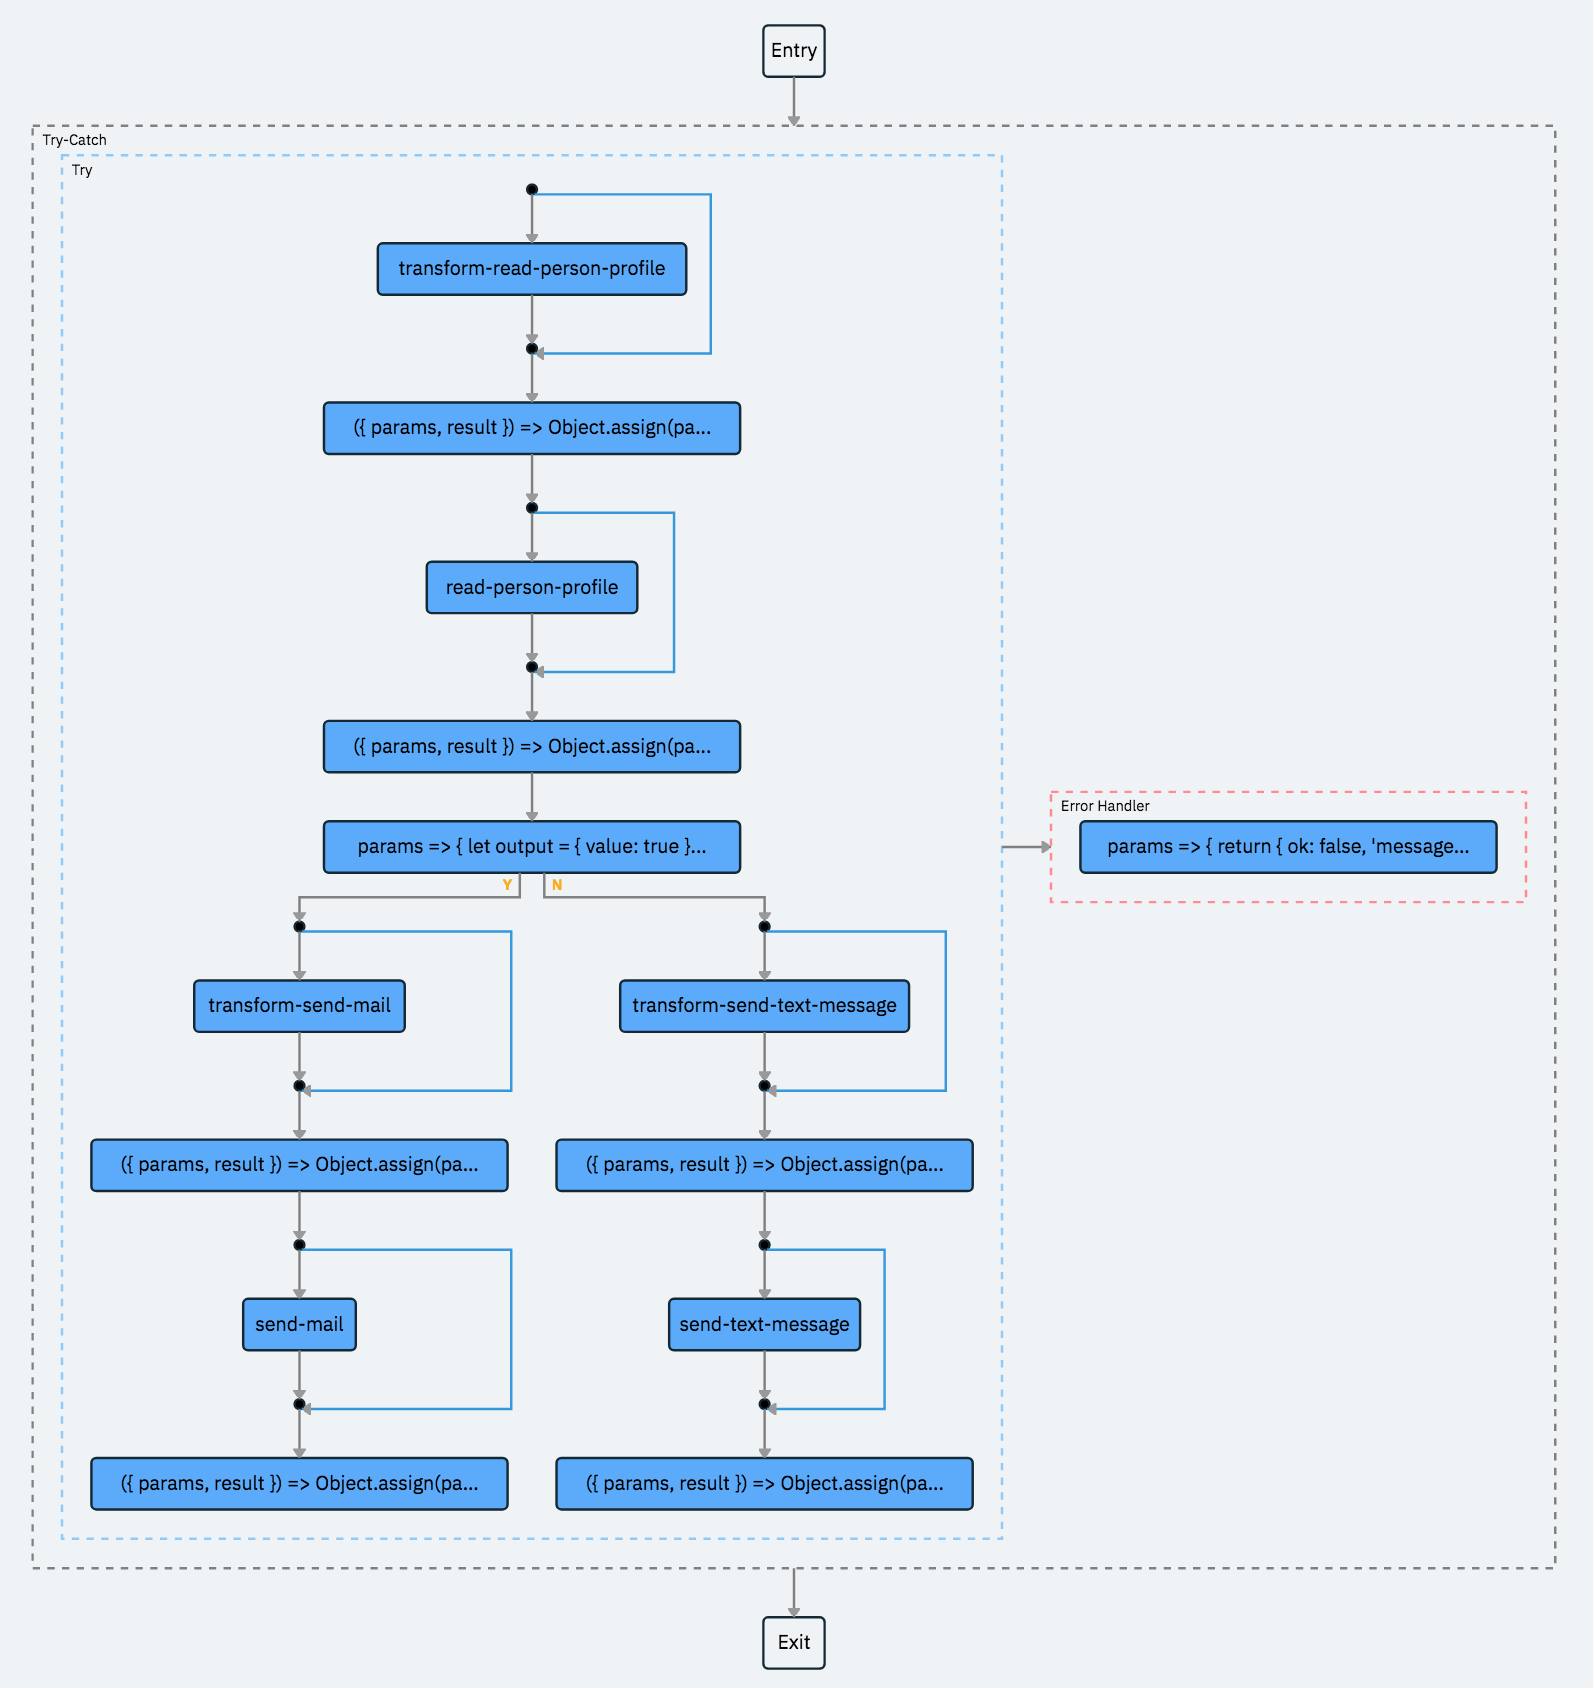 Entry
Try-Catch
Try
transform-read-person-profile
({ params, result }) => Object.assign(pa...
read-person-profile
({ params, result }) => Object.assign(pa...
Error Handler
params => { let output = { value: true }...
params => { return { ok: false, 'message...
Y N
transform-send-mail
transform-send-text-message
({ params, result }) => Object.assign(pa...
({ params, result }) => Object.assign(pa...
send-mail
send-text-message
({ params, result }) => Object.assign(pa...
({ params, result }) => Object.assign(pa...
Exit